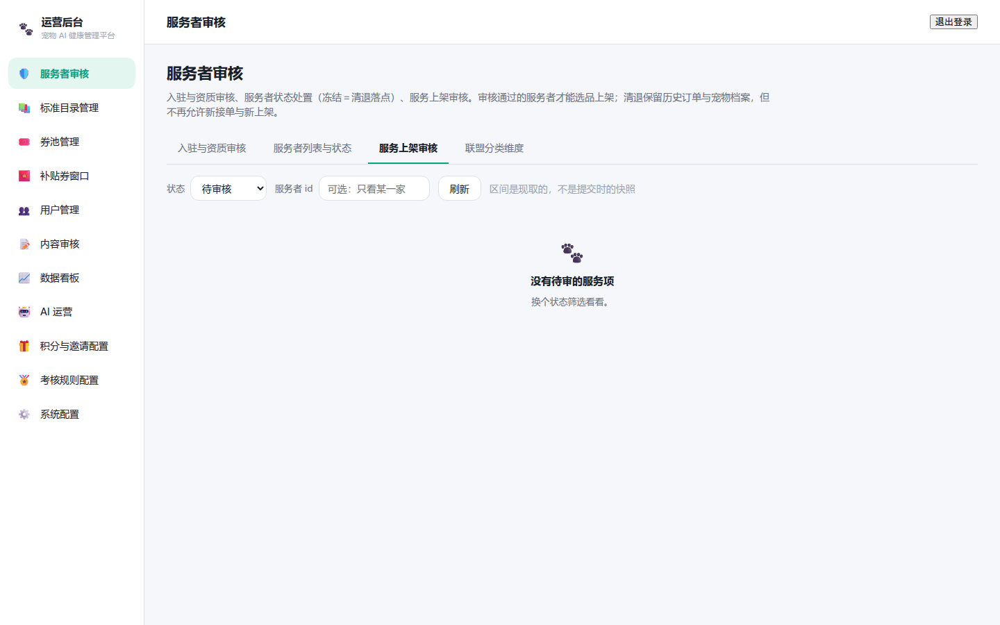 运营后台
宠物 AI 健康管理平台
服务者审核
标准目录管理
券池管理
补贴券窗口
用户管理
内容审核
数据看板
AI 运营
积分与邀请配置
考核规则配置
系统配置
服务者审核
退出登录
服务者审核
入驻与资质审核、服务者状态处置（冻结 = 清退落点）、服务上架审核。审核通过的服务者才能选品上架；清退保留历史订单与宠物档案，但
不再允许新接单与新上架。
入驻与资质审核
服务者列表与状态
服务上架审核
联盟分类维度
状态
待审核
服务者 id
可选：只看某一家
刷新
区间是现取的，不是提交时的快照
没有待审的服务项
换个状态筛选看看。